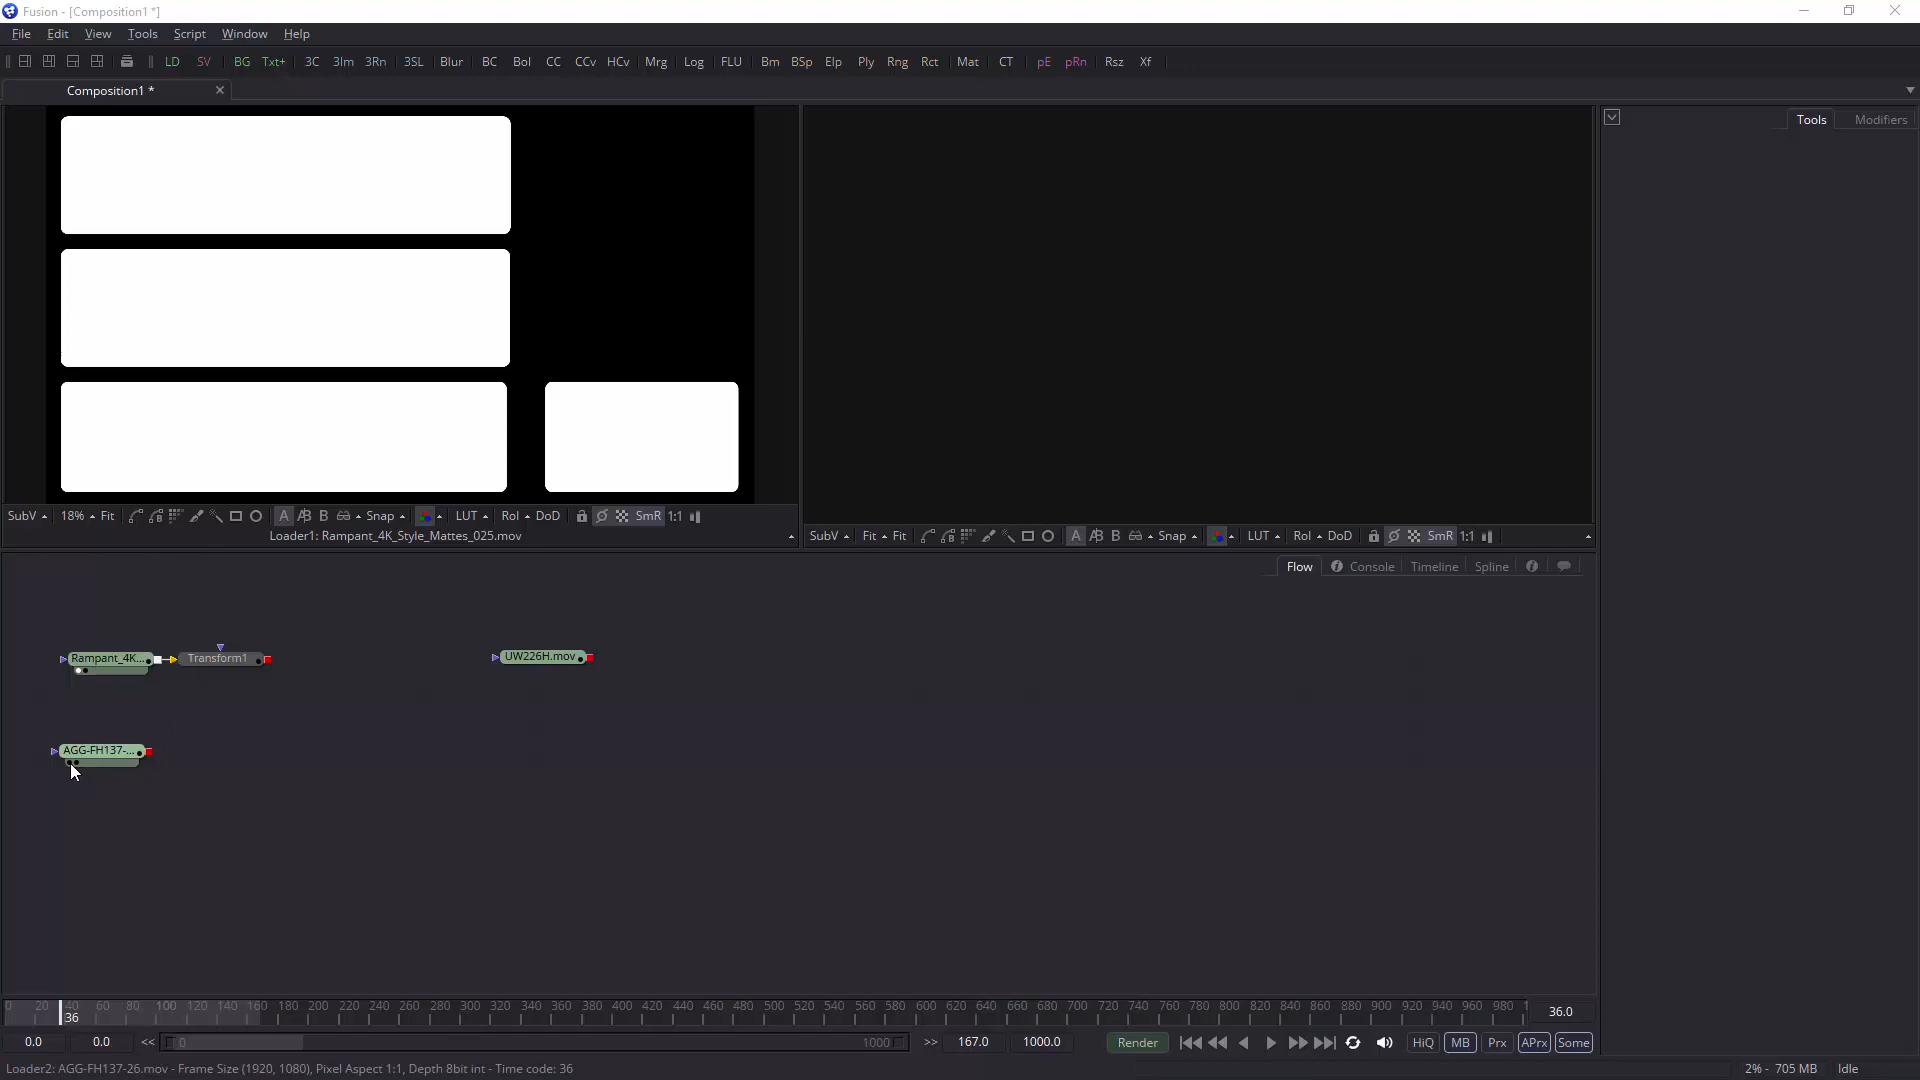 Fusion - [Composition1 *]
File Edit View Tools Script Window Help
LD SV BG Txt+ 3C 3Im 3Rn 3SL Blur BC Bol CC CCv HCv Mrg Log FLU Bm BSp Elp Ply Rng Rct Mat CT pE pRn Rsz Xf
Composition1 *
Tools Modifiers
SubV 18% Fit A A|B B Snap LUT RoI DoD SmR 1:1
Loader1: Rampant_4K_Style_Mattes_025.mov
SubV Fit Fit A A|B B Snap LUT RoI DoD SmR 1:1
Flow Console Timeline Spline
Rampant_4K... Transform1 UW226H.mov
AGG-FH137-...
0 20 40 60 80 100 120 140 160 180 200 220 240 260 280 300 320 340 360 380 400 420 440 460 480 500 520 540 560 580 600 620 640 660 680 700 720 740 760 780 800 820 840 860 880 900 920 940 960 980 1
36 36.0
0.0 0.0 << 0 1000 >> 167.0 1000.0 Render HiQ MB Prx APrx Some
Loader2: AGG-FH137-26.mov - Frame Size (1920, 1080), Pixel Aspect 1:1, Depth 8bit int - Time code: 36 2% - 705 MB Idle